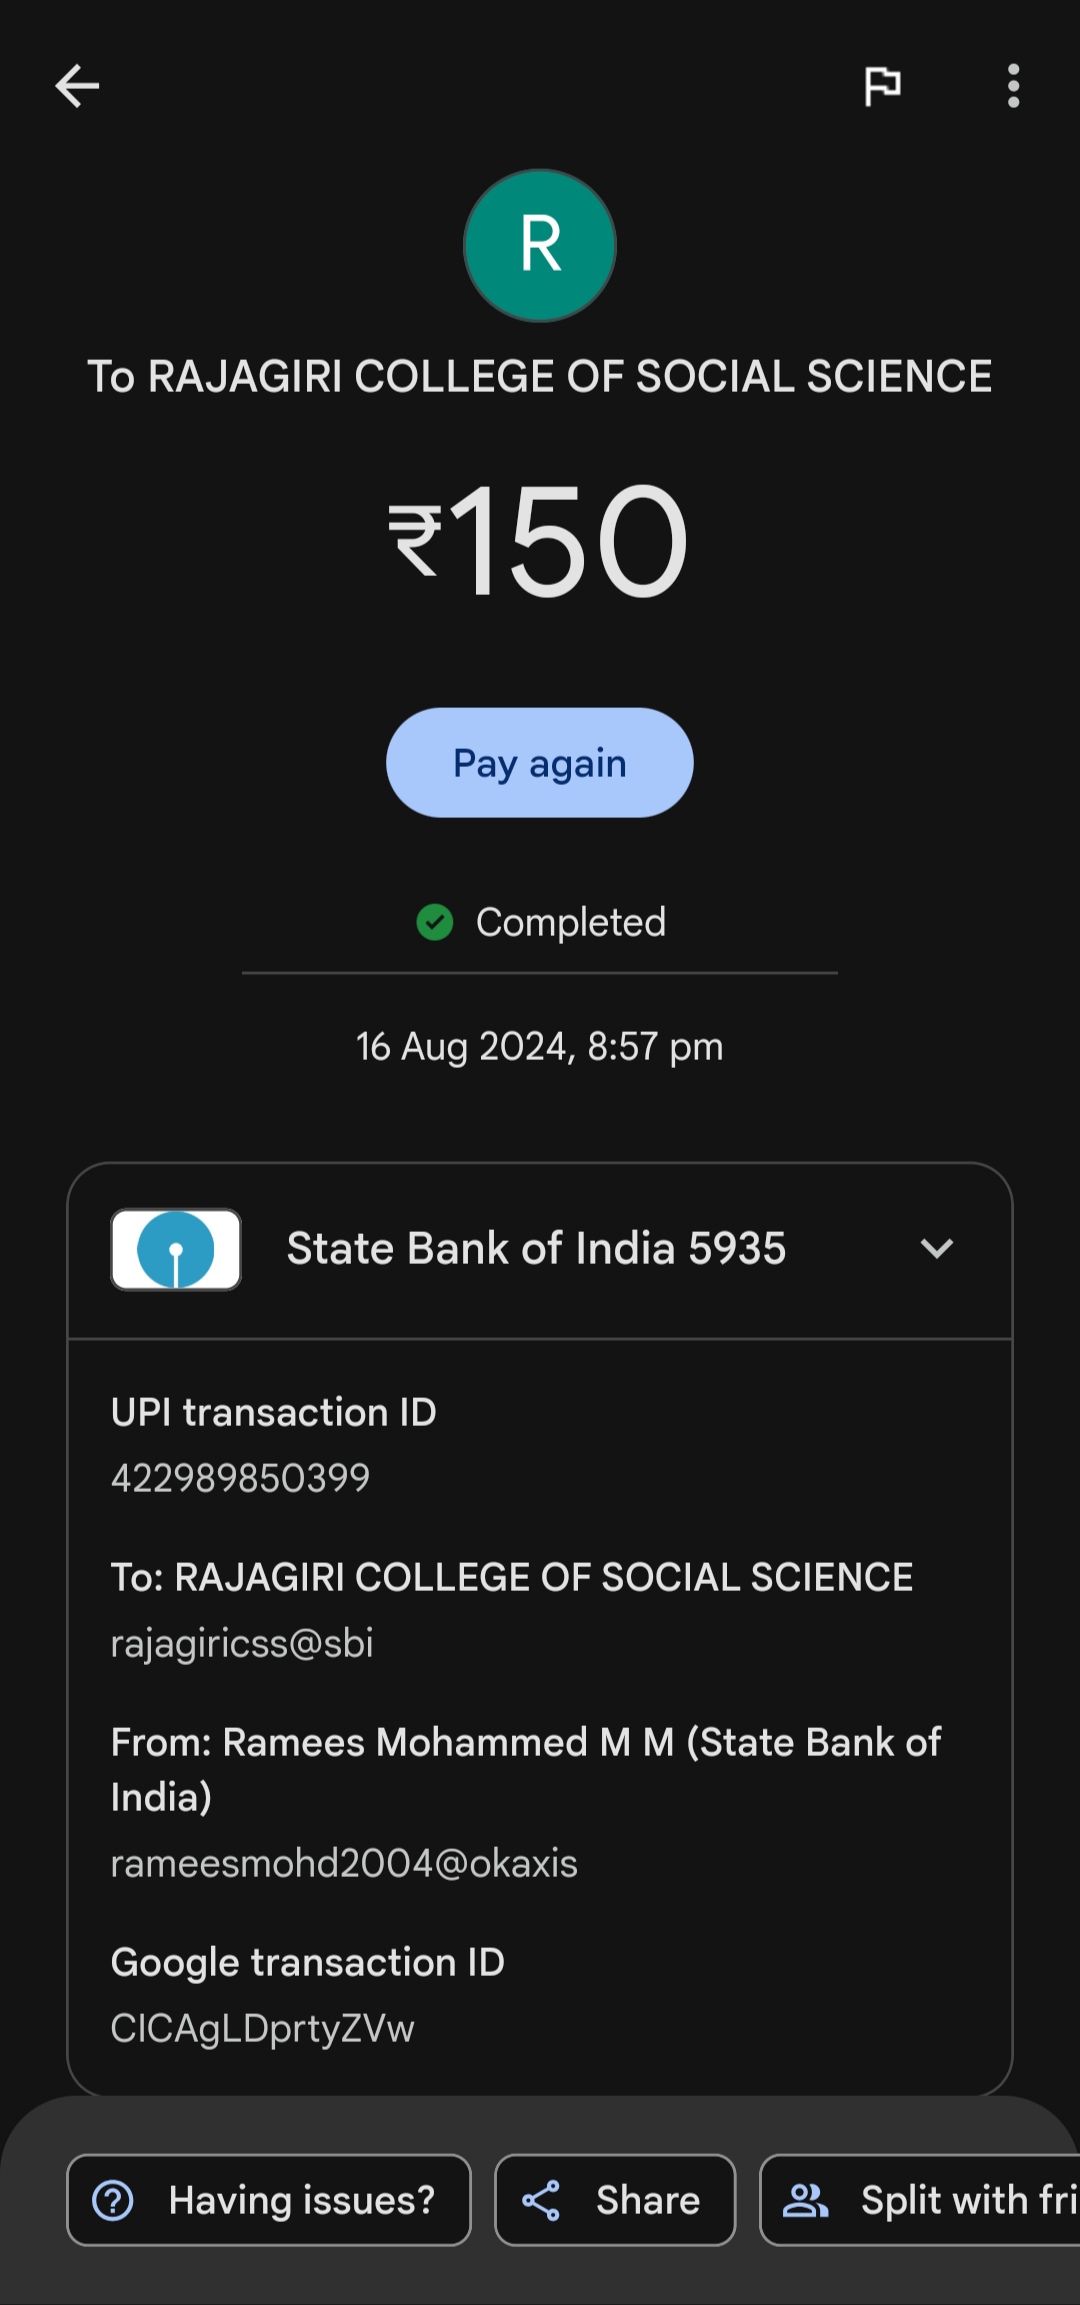 R
To RAJAGIRI COLLEGE OF SOCIAL SCIENCE
₹150
Pay again
Completed
16 Aug 2024, 8:57 pm
State Bank of India 5935
UPI transaction ID
422989850399
To: RAJAGIRI COLLEGE OF SOCIAL SCIENCE
rajagiricss@sbi
From: Ramees Mohammed M M (State Bank of
India)
rameesmohd2004@okaxis
Google transaction ID
CICAgLDprtyZVw
Having issues?
Share
Split with fri